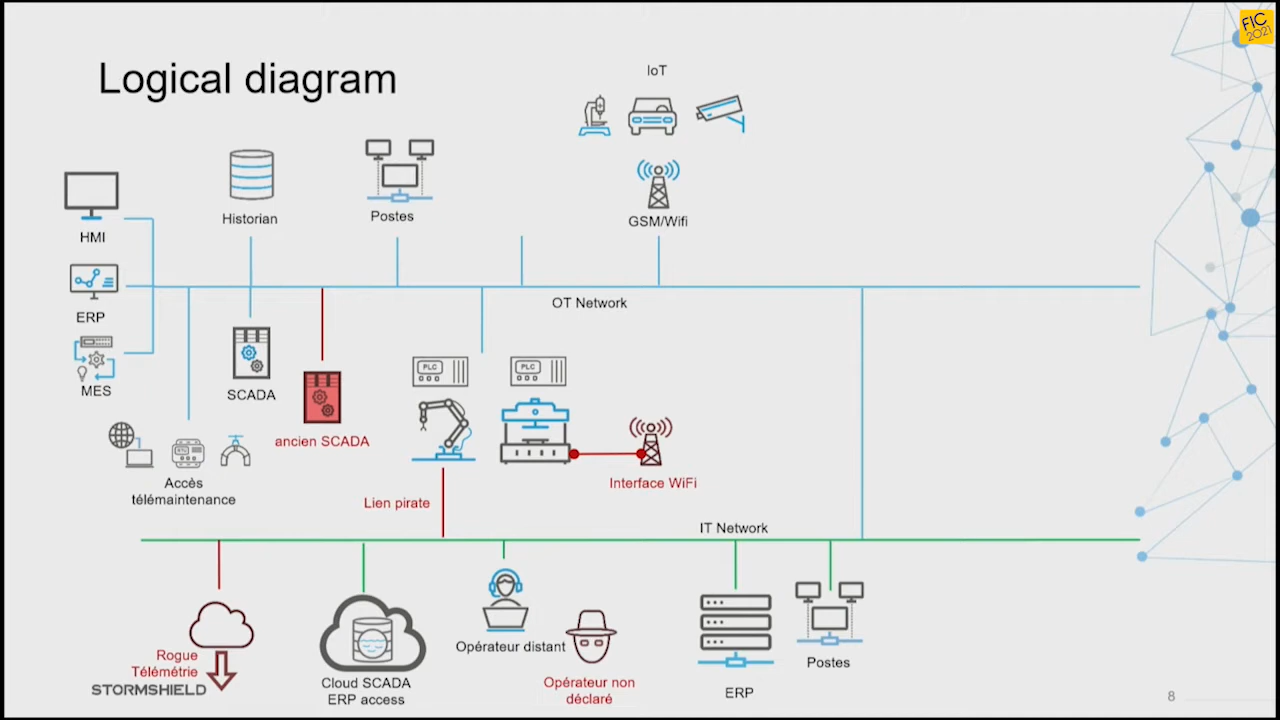 FIC
2021
Logical diagram
IoT
Historian
Postes
GSM/Wifi
HMI
ERP
OT Network
MES
PLC
PLC
SCADA
ancien SCADA
Accès
télémaintenance
Interface WiFi
Lien pirate
IT Network
Opérateur distant
Rogue
Télémétrie
STORMSHIELD
Cloud SCADA
ERP access
Opérateur non
déclaré
ERP
Postes
8